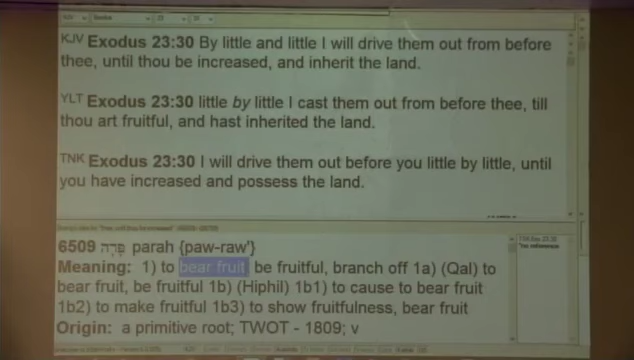 KJV Exodus 23:30 By little and little I will drive them out from before
thee, until thou be increased, and inherit the land.
YLT Exodus 23:30 little by little I cast them out from before thee, till
thou art fruitful, and hast inherited the land.
TNK Exodus 23:30 I will drive them out before you little by little, until
you have increased and possess the land.
6509 פָּרָה parah {paw-raw'}
Meaning: 1) to bear fruit be fruitful, branch off 1a) (Qal) to
bear fruit, be fruitful 1b) (Hiphil) 1b1) to cause to bear fruit
1b2) to make fruitful 1b3) to show fruitfulness, bear fruit
Origin: a primitive root; TWOT - 1809; v